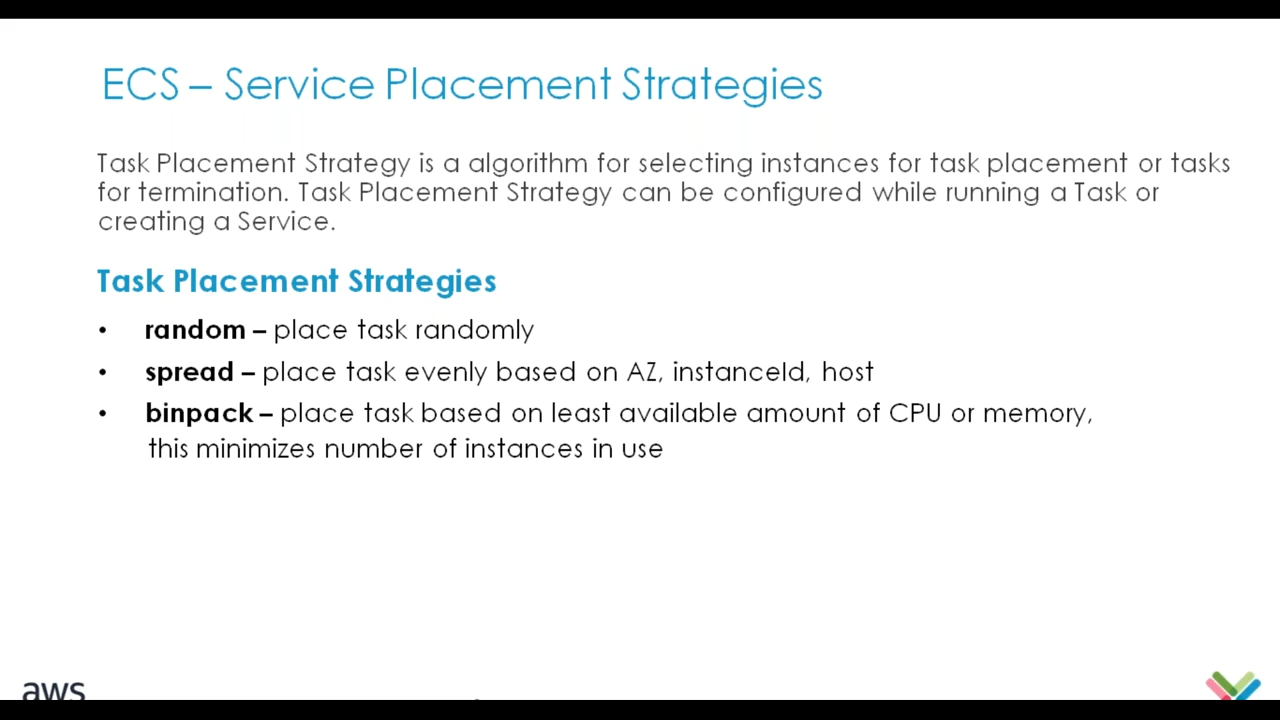 ECS – Service Placement Strategies
Task Placement Strategy is a algorithm for selecting instances for task placement or tasks
for termination. Task Placement Strategy can be configured while running a Task or
creating a Service.
Task Placement Strategies
• random – place task randomly
• spread – place task evenly based on AZ, instanceId, host
• binpack – place task based on least available amount of CPU or memory,
this minimizes number of instances in use
aws